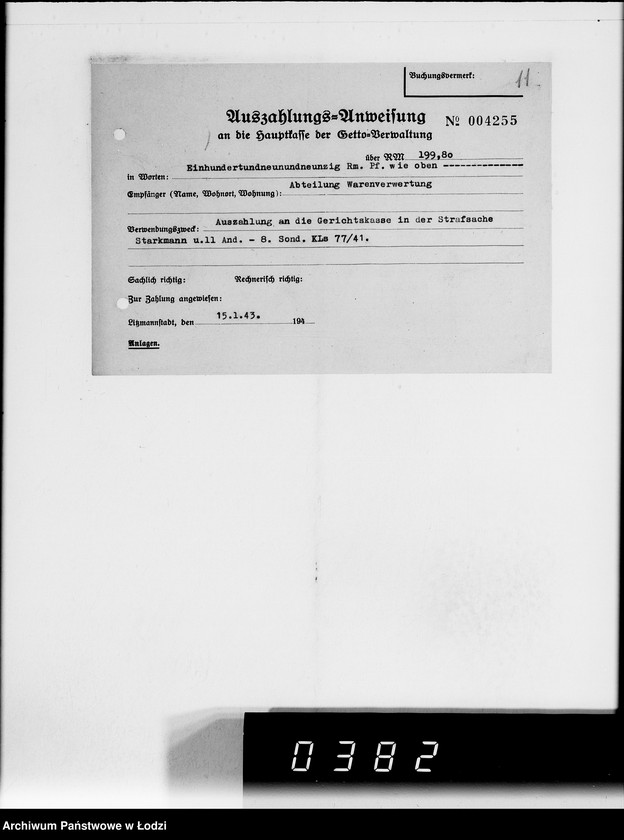 Buchungsvermerk:
11
Auszahlungs=Anweisung
№ 004255
an die Hauptkasse der Getto=Verwaltung
über RM 199,80
Einhundertundneunundneunzig Rm. Pf. wie oben --------------
in Worten:
Abteilung Warenverwertung
Empfänger (Name, Wohnort, Wohnung):
Auszahlung an die Gerichtskasse in der Strafsache
Verwendungszweck:
Starkmann u.11 And. - 8. Sond. KLs 77/41.
Sachlich richtig: Rechnerisch richtig:
Zur Zahlung angewiesen:
Litzmannstadt, den 15.1.43. 194
Anlagen.
0382
Archiwum Państwowe w Łodzi